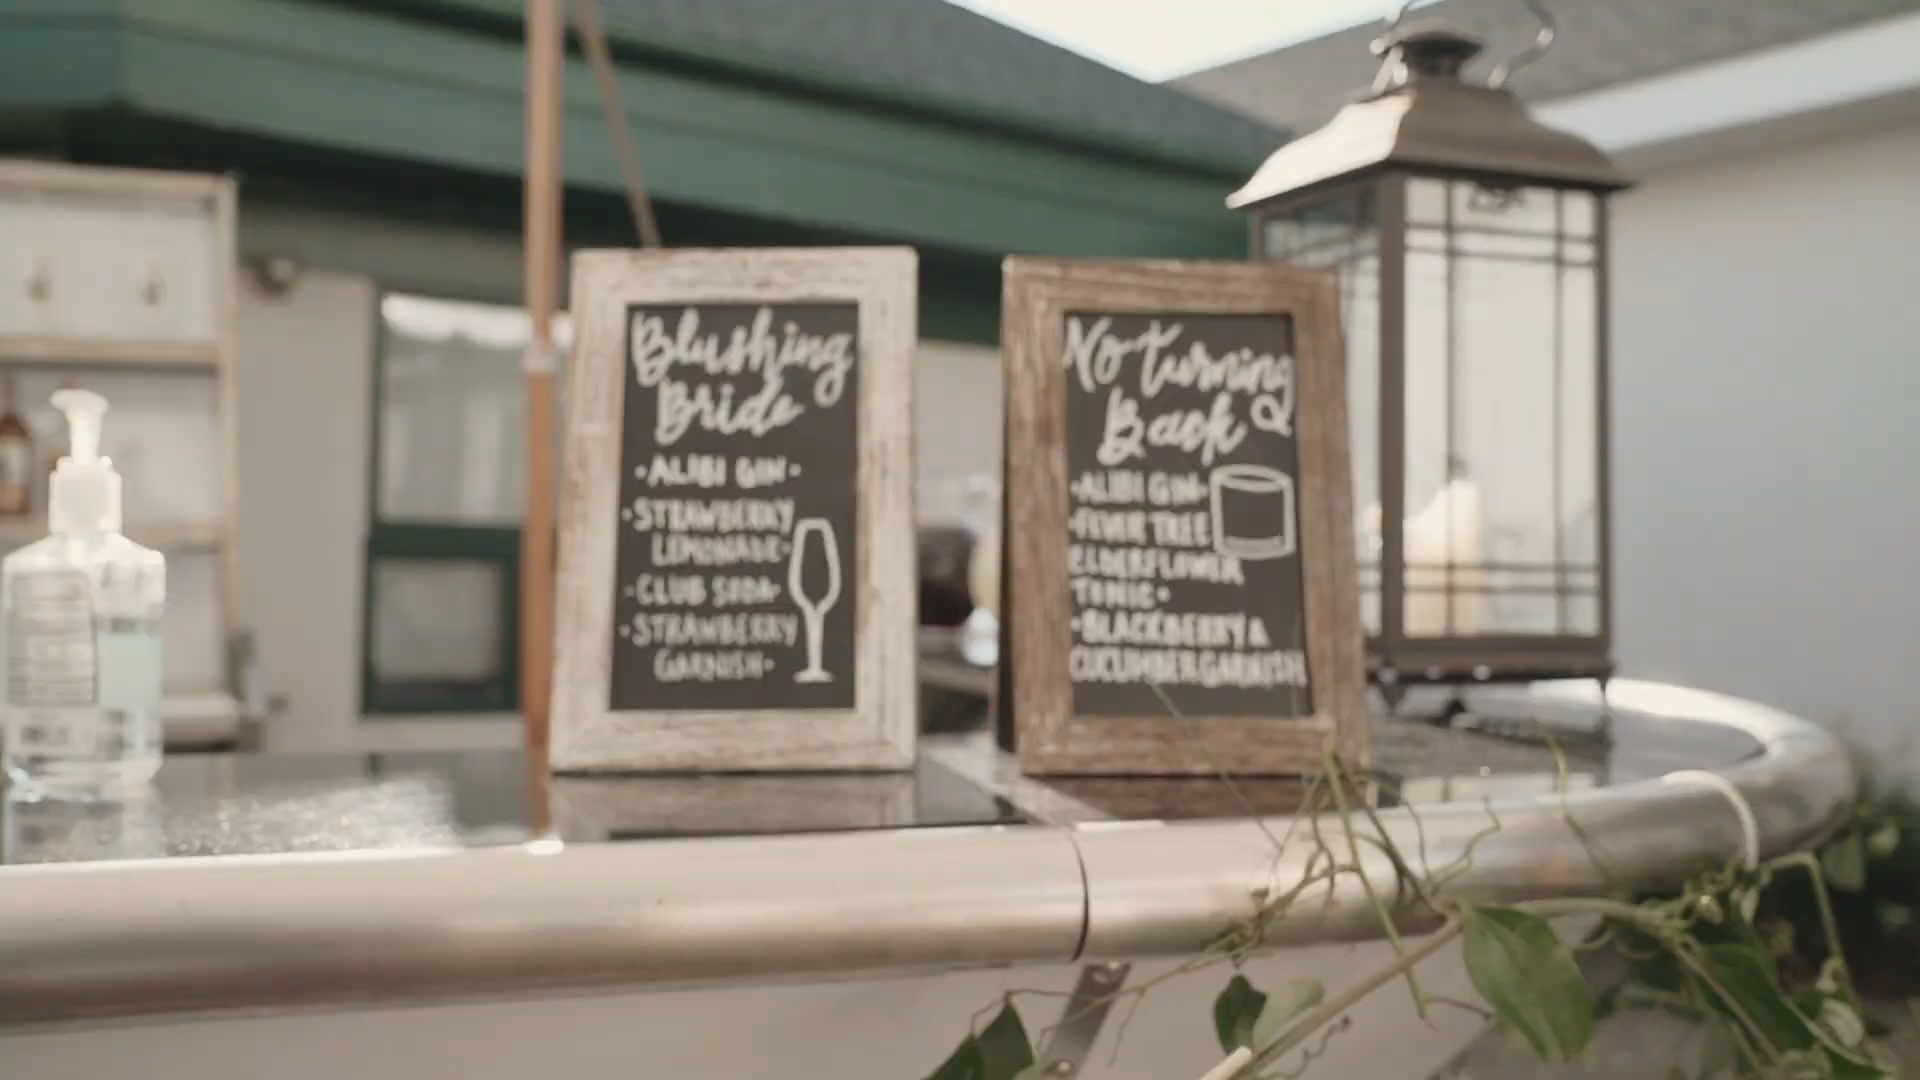 Blushing
Bride
•ALIBI GIN•
•STRAWBERRY
LEMONADE•
•CLUB SODA•
•STRAWBERRY
GARNISH•
No Turning
Back
•ALIBI GIN•
•FEVER TREE
ELDERFLOWER
TONIC•
•BLACKBERRY &
CUCUMBER GARNISH